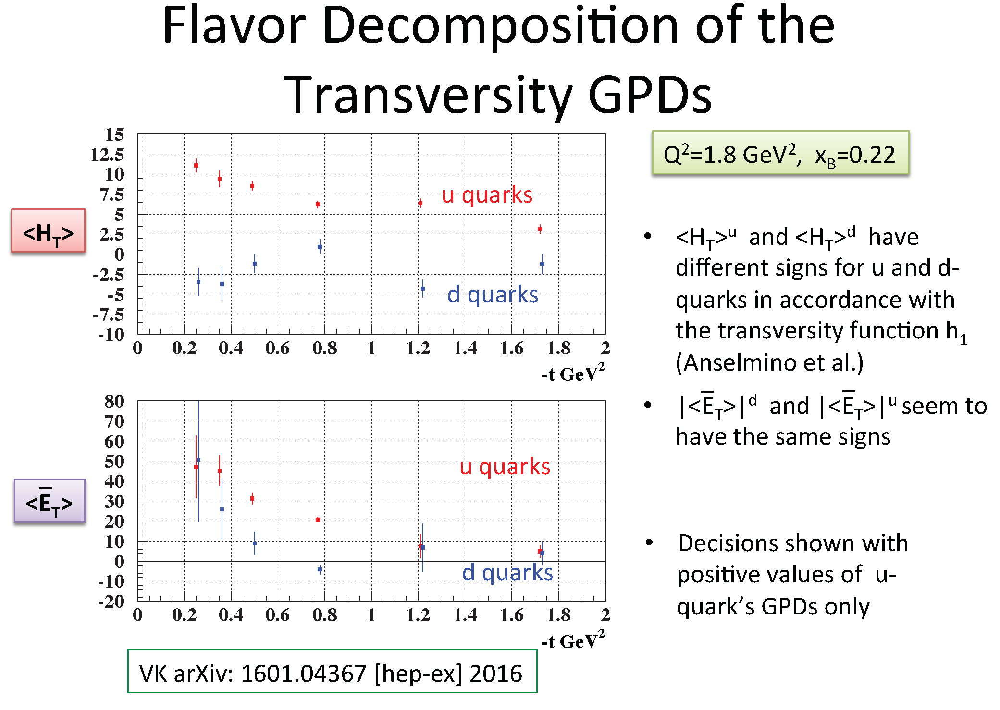 Flavor Decomposition of the
Transversity GPDs
Q²=1.8 GeV², x_B=0.22
<H_T>
15
12.5
10
7.5
5
2.5
0
-2.5
-5
-7.5
-10
u quarks
d quarks
0 0.2 0.4 0.6 0.8 1 1.2 1.4 1.6 1.8 2
-t GeV²
<E̅_T>
80
70
60
50
40
30
20
10
0
-10
-20
u quarks
d quarks
0 0.2 0.4 0.6 0.8 1 1.2 1.4 1.6 1.8 2
-t GeV²
• <H_T>ᵘ and <H_T>ᵈ have
different signs for u and d-
quarks in accordance with
the transversity function h₁
(Anselmino et al.)
• |<E̅_T>|ᵈ and |<E̅_T>|ᵘ seem to
have the same signs
• Decisions shown with
positive values of u-
quark’s GPDs only
VK arXiv: 1601.04367 [hep-ex] 2016